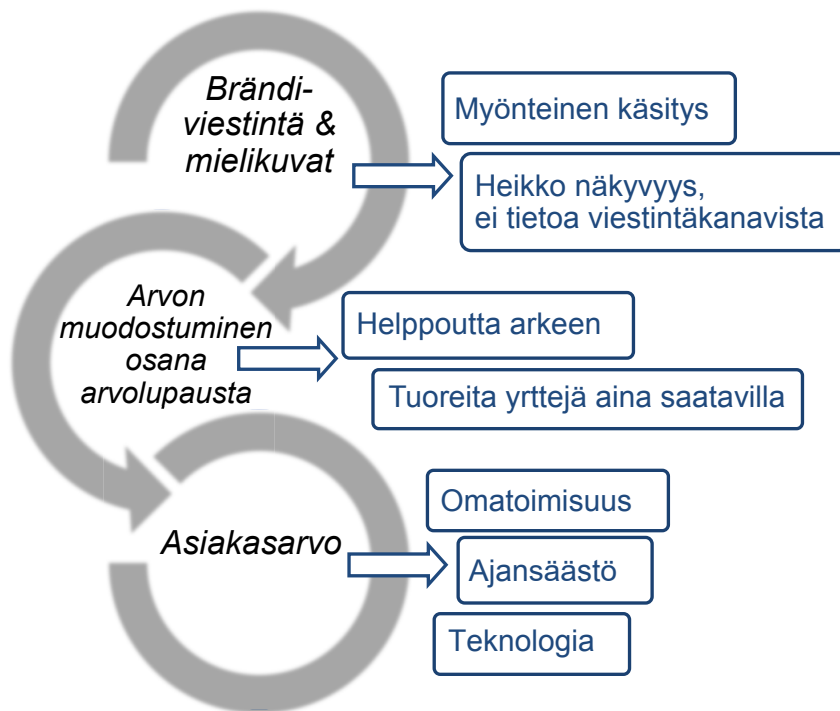 Brändi-
viestintä &
mielikuvat
Myönteinen käsitys
Heikko näkyvyys,
ei tietoa viestintäkanavista
Arvon
muodostuminen
osana
arvolupausta
Helppoutta arkeen
Tuoreita yrttejä aina saatavilla
Asiakasarvo
Omatoimisuus
Ajansäästö
Teknologia